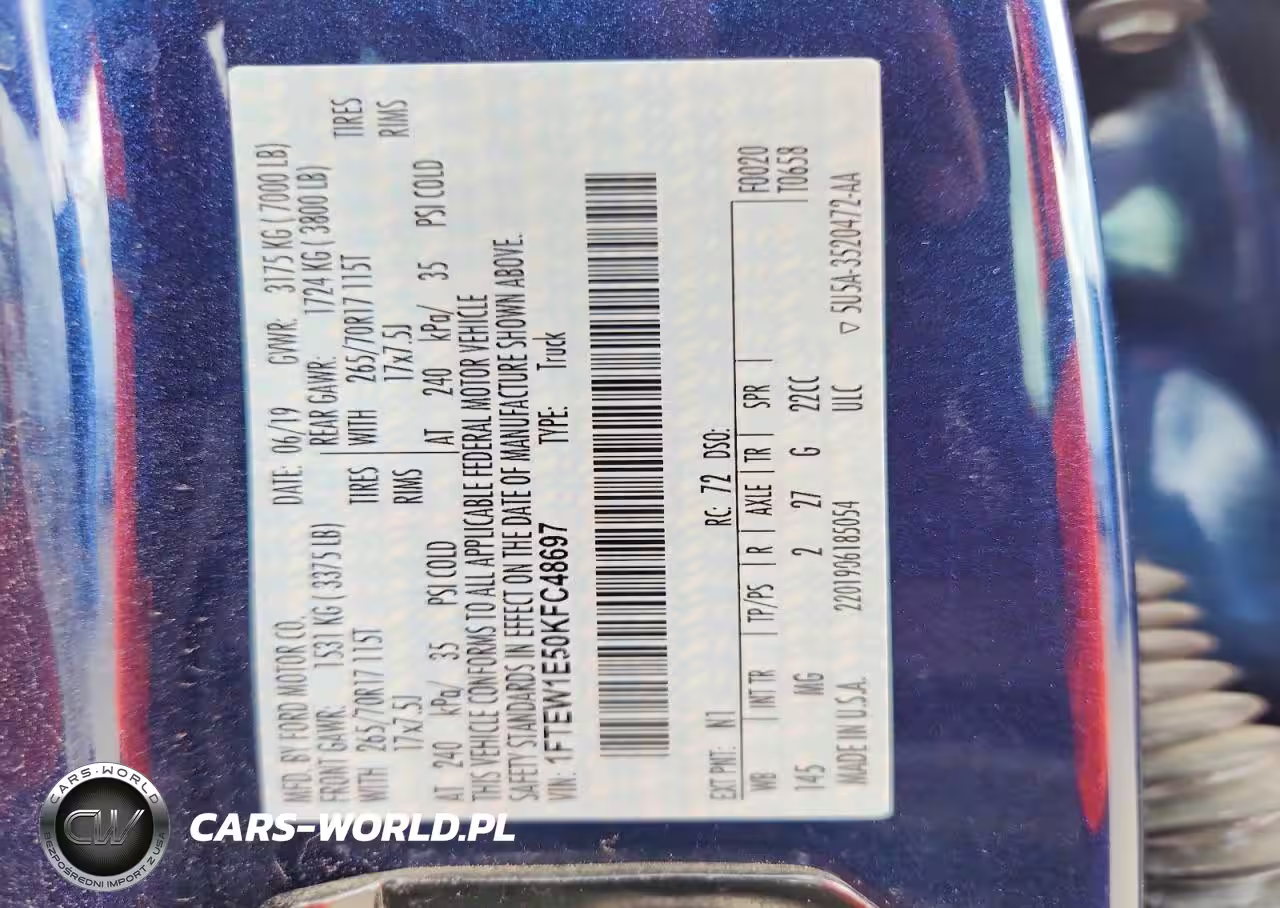 MFD. BY FORD MOTOR CO.
DATE: 06/19 GVWR: 3175 KG ( 7000 LB)
FRONT GAWR: 1531 KG ( 3375 LB)
REAR GAWR: 1724 KG ( 3800 LB)
WITH 265/70R17 115T TIRES
WITH 265/70R17 115T TIRES
17x7.5J RIMS
17x7.5J RIMS
AT 240 kPa/ 35 PSI COLD
AT 240 kPa/ 35 PSI COLD
THIS VEHICLE CONFORMS TO ALL APPLICABLE FEDERAL MOTOR VEHICLE
SAFETY STANDARDS IN EFFECT ON THE DATE OF MANUFACTURE SHOWN ABOVE.
VIN: 1FTEW1E50KFC48697 TYPE: Truck
EXT PNT: N1 RC: 72 DSO:
WB | INT TR | TP/PS | R | AXLE | TR | SPR | F0020
145 MG 2 27 G 22CC T0658
MADE IN U.S.A. 220190618S054 ULC ▽ 5U5A-3520472-AA
CARS-WORLD
CW
BEZPOŚREDNI IMPORT Z USA
CARS-WORLD.PL